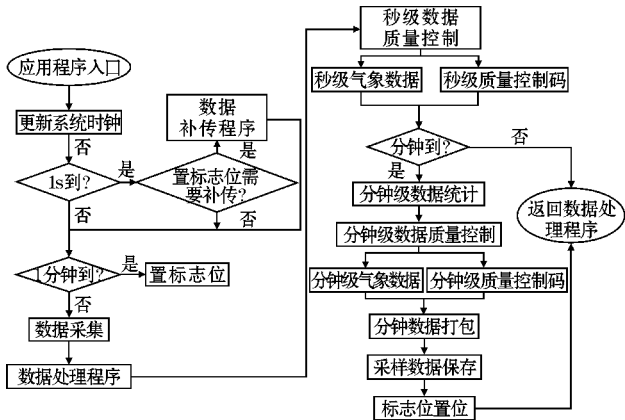 应用程序入口
更新系统时钟
否
1s到?
是
数据
补传程序
是
置标志位需
要补传?
否
否
1分钟到?
是
置标志位
否
数据采集
数据处理程序
秒级数据
质量控制
秒级气象数据
秒级质量控制码
分钟到?
否
是
分钟级数据统计
分钟级数据质量控制
分钟级气象数据
分钟级质量控制码
分钟数据打包
采样数据保存
标志位置位
返回数据处
理程序